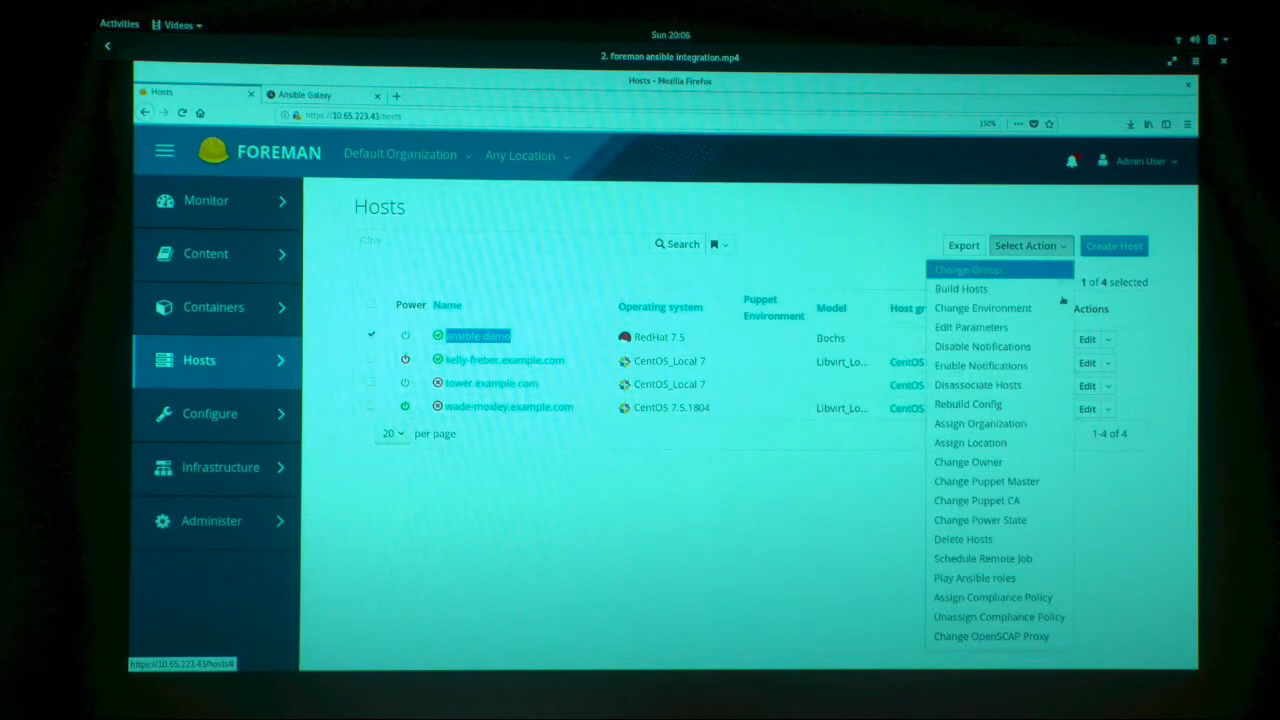 Activities Videos
Sun 20:06
2. foreman ansible integration.mp4
Hosts - Mozilla Firefox
Hosts
Ansible Galaxy
https://10.65.223.43/hosts
150%
FOREMAN
Default Organization
Any Location
Admin User
Monitor
Content
Containers
Hosts
Configure
Infrastructure
Administer
Hosts
Filter
Search
Export
Select Action
Create Host
1 of 4 selected
Power Name Operating system Puppet Environment Model Host gr Actions
ansible demo RedHat 7.5 Bochs Edit
kelly-freber.example.com CentOS_Local 7 Libvirt_Lo... CentOS Edit
tower.example.com CentOS_Local 7 CentOS Edit
wade-moxley.example.com CentOS 7.5.1804 Libvirt_Lo... CentOS Edit
20 per page
1-4 of 4
Change Group
Build Hosts
Change Environment
Edit Parameters
Disable Notifications
Enable Notifications
Disassociate Hosts
Rebuild Config
Assign Organization
Assign Location
Change Owner
Change Puppet Master
Change Puppet CA
Change Power State
Delete Hosts
Schedule Remote Job
Play Ansible roles
Assign Compliance Policy
Unassign Compliance Policy
Change OpenSCAP Proxy
https://10.65.223.43/hosts#